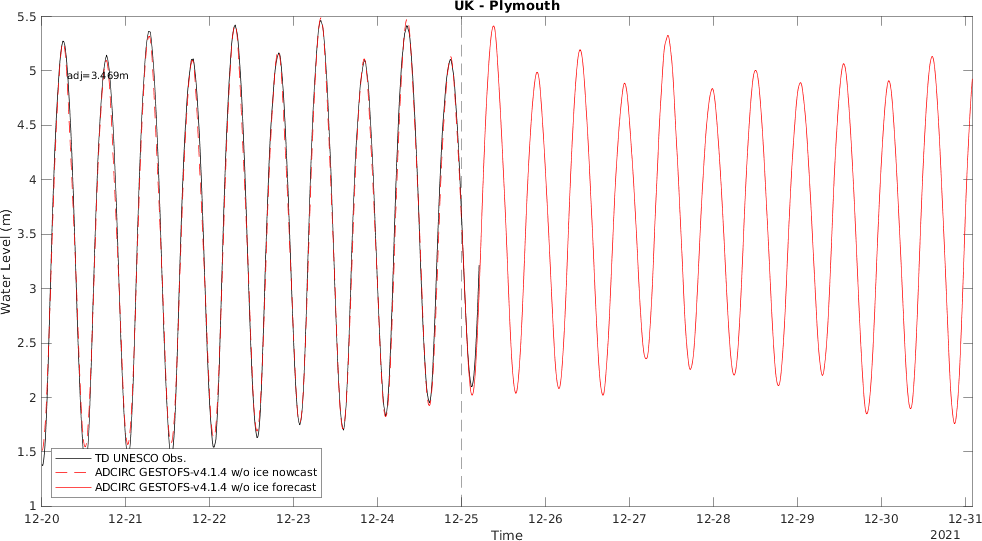 UK - Plymouth
5.5
5
4.5
4
3.5
3
2.5
2
1.5
1
Water Level (m)
adj=3.469m
TD UNESCO Obs.
ADCIRC GESTOFS-v4.1.4 w/o ice nowcast
ADCIRC GESTOFS-v4.1.4 w/o ice forecast
12-20 12-21 12-22 12-23 12-24 12-25 12-26 12-27 12-28 12-29 12-30 12-31
Time
2021